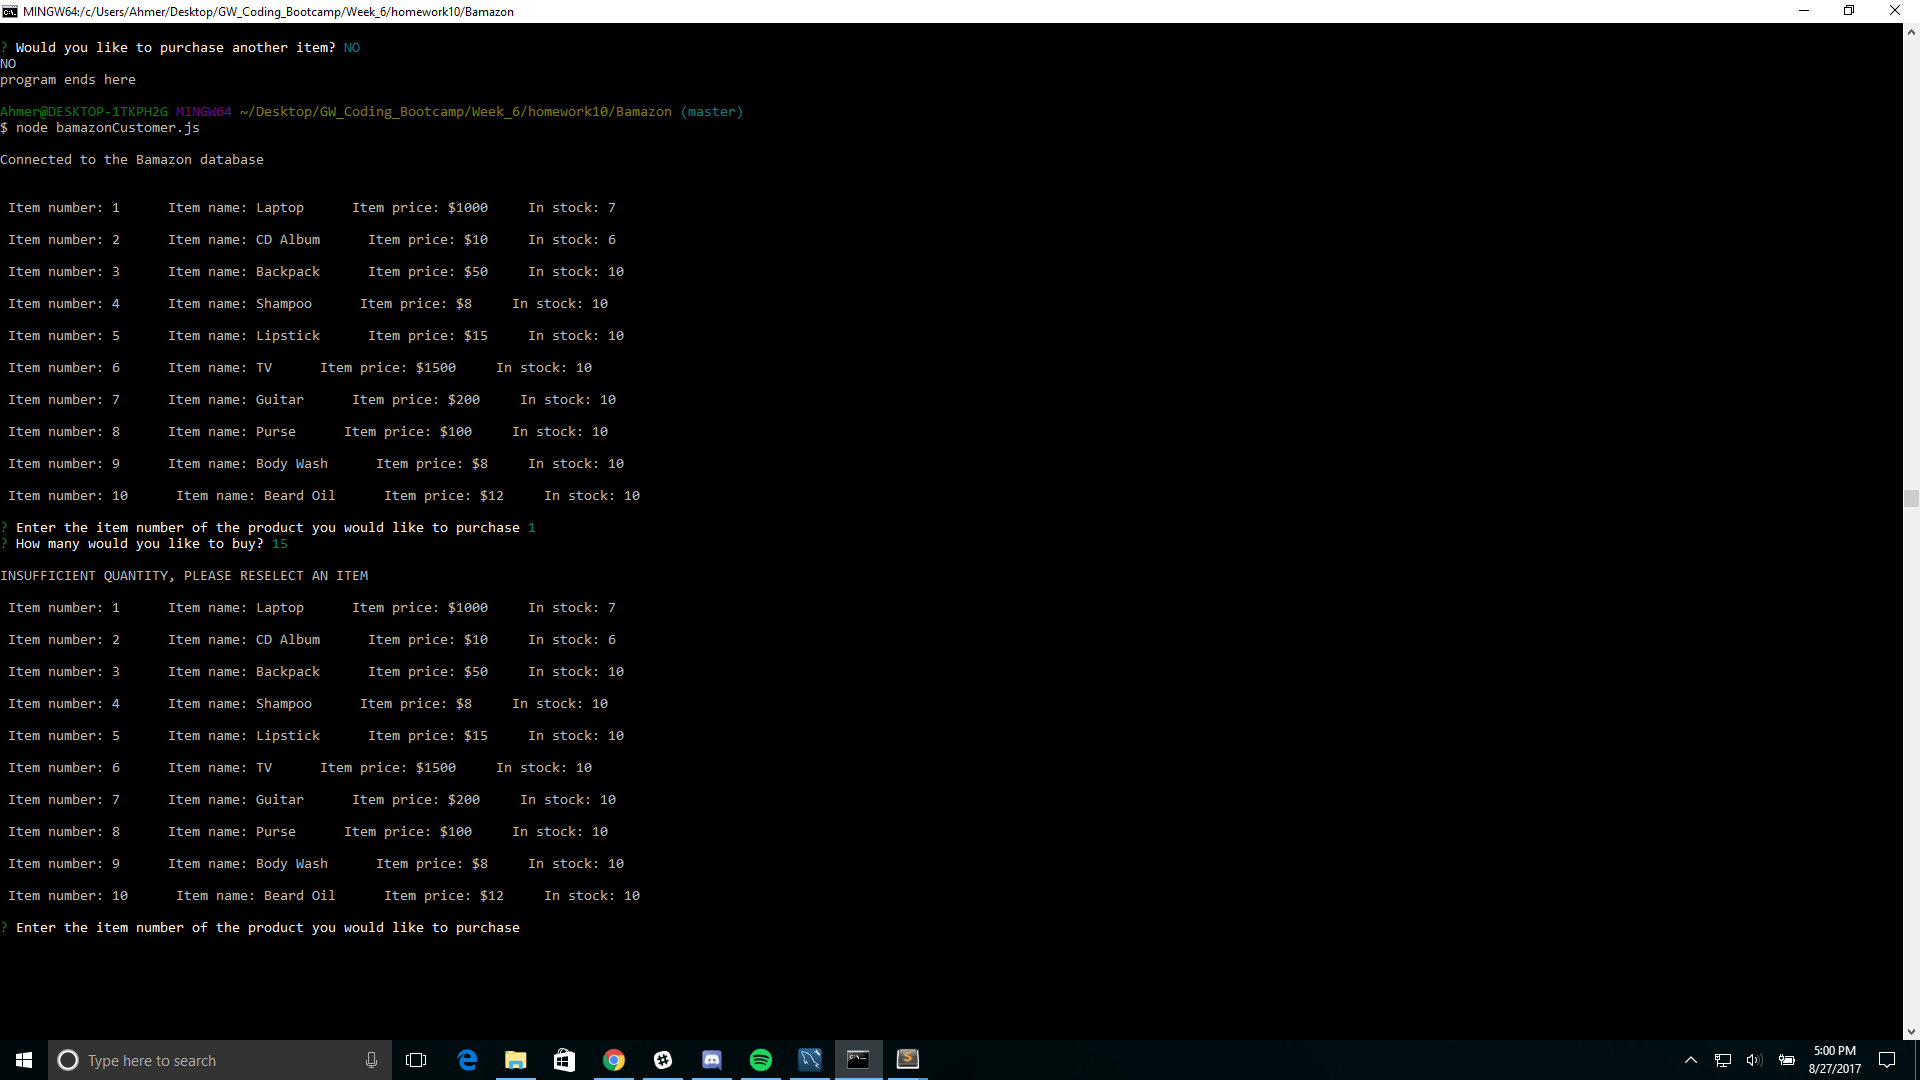 MINGW64:/c/Users/Ahmer/Desktop/GW_Coding_Bootcamp/Week_6/homework10/Bamazon
? Would you like to purchase another item? NO
NO
program ends here
Ahmer@DESKTOP-1TKPH2G MINGW64 ~/Desktop/GW_Coding_Bootcamp/Week_6/homework10/Bamazon (master)
$ node bamazonCustomer.js
Connected to the Bamazon database
Item number: 1      Item name: Laptop      Item price: $1000     In stock: 7
Item number: 2      Item name: CD Album      Item price: $10     In stock: 6
Item number: 3      Item name: Backpack      Item price: $50     In stock: 10
Item number: 4      Item name: Shampoo      Item price: $8     In stock: 10
Item number: 5      Item name: Lipstick      Item price: $15     In stock: 10
Item number: 6      Item name: TV      Item price: $1500     In stock: 10
Item number: 7      Item name: Guitar      Item price: $200     In stock: 10
Item number: 8      Item name: Purse      Item price: $100     In stock: 10
Item number: 9      Item name: Body Wash      Item price: $8     In stock: 10
Item number: 10      Item name: Beard Oil      Item price: $12     In stock: 10
? Enter the item number of the product you would like to purchase 1
? How many would you like to buy? 15
INSUFFICIENT QUANTITY, PLEASE RESELECT AN ITEM
Item number: 1      Item name: Laptop      Item price: $1000     In stock: 7
Item number: 2      Item name: CD Album      Item price: $10     In stock: 6
Item number: 3      Item name: Backpack      Item price: $50     In stock: 10
Item number: 4      Item name: Shampoo      Item price: $8     In stock: 10
Item number: 5      Item name: Lipstick      Item price: $15     In stock: 10
Item number: 6      Item name: TV      Item price: $1500     In stock: 10
Item number: 7      Item name: Guitar      Item price: $200     In stock: 10
Item number: 8      Item name: Purse      Item price: $100     In stock: 10
Item number: 9      Item name: Body Wash      Item price: $8     In stock: 10
Item number: 10      Item name: Beard Oil      Item price: $12     In stock: 10
? Enter the item number of the product you would like to purchase
Type here to search
5:00 PM
8/27/2017